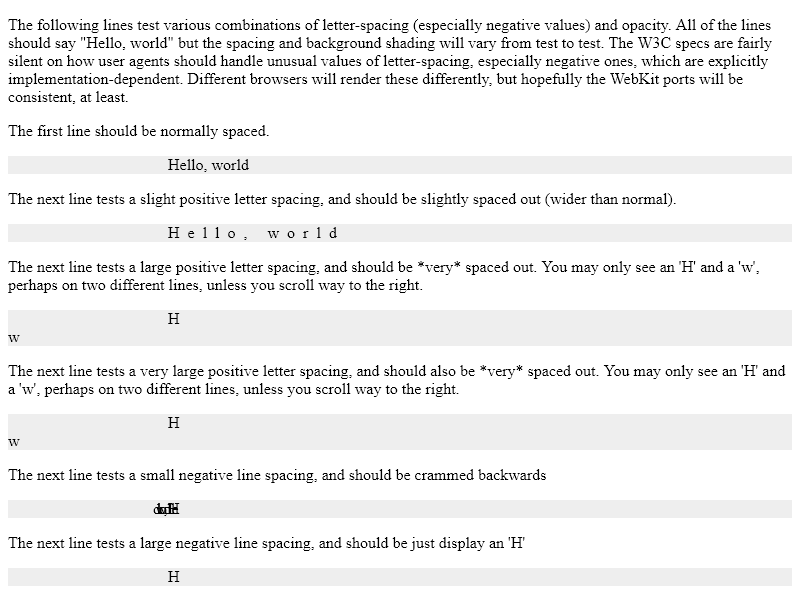 The following lines test various combinations of letter-spacing (especially negative values) and opacity. All of the lines
should say "Hello, world" but the spacing and background shading will vary from test to test. The W3C specs are fairly
silent on how user agents should handle unusual values of letter-spacing, especially negative ones, which are explicitly
implementation-dependent. Different browsers will render these differently, but hopefully the WebKit ports will be
consistent, at least.
The first line should be normally spaced.
Hello, world
The next line tests a slight positive letter spacing, and should be slightly spaced out (wider than normal).
H e l l o ,  w o r l d
The next line tests a large positive letter spacing, and should be *very* spaced out. You may only see an 'H' and a 'w',
perhaps on two different lines, unless you scroll way to the right.
H
w
The next line tests a very large positive letter spacing, and should also be *very* spaced out. You may only see an 'H' and
a 'w', perhaps on two different lines, unless you scroll way to the right.
H
w
The next line tests a small negative line spacing, and should be crammed backwards
The next line tests a large negative line spacing, and should be just display an 'H'
H